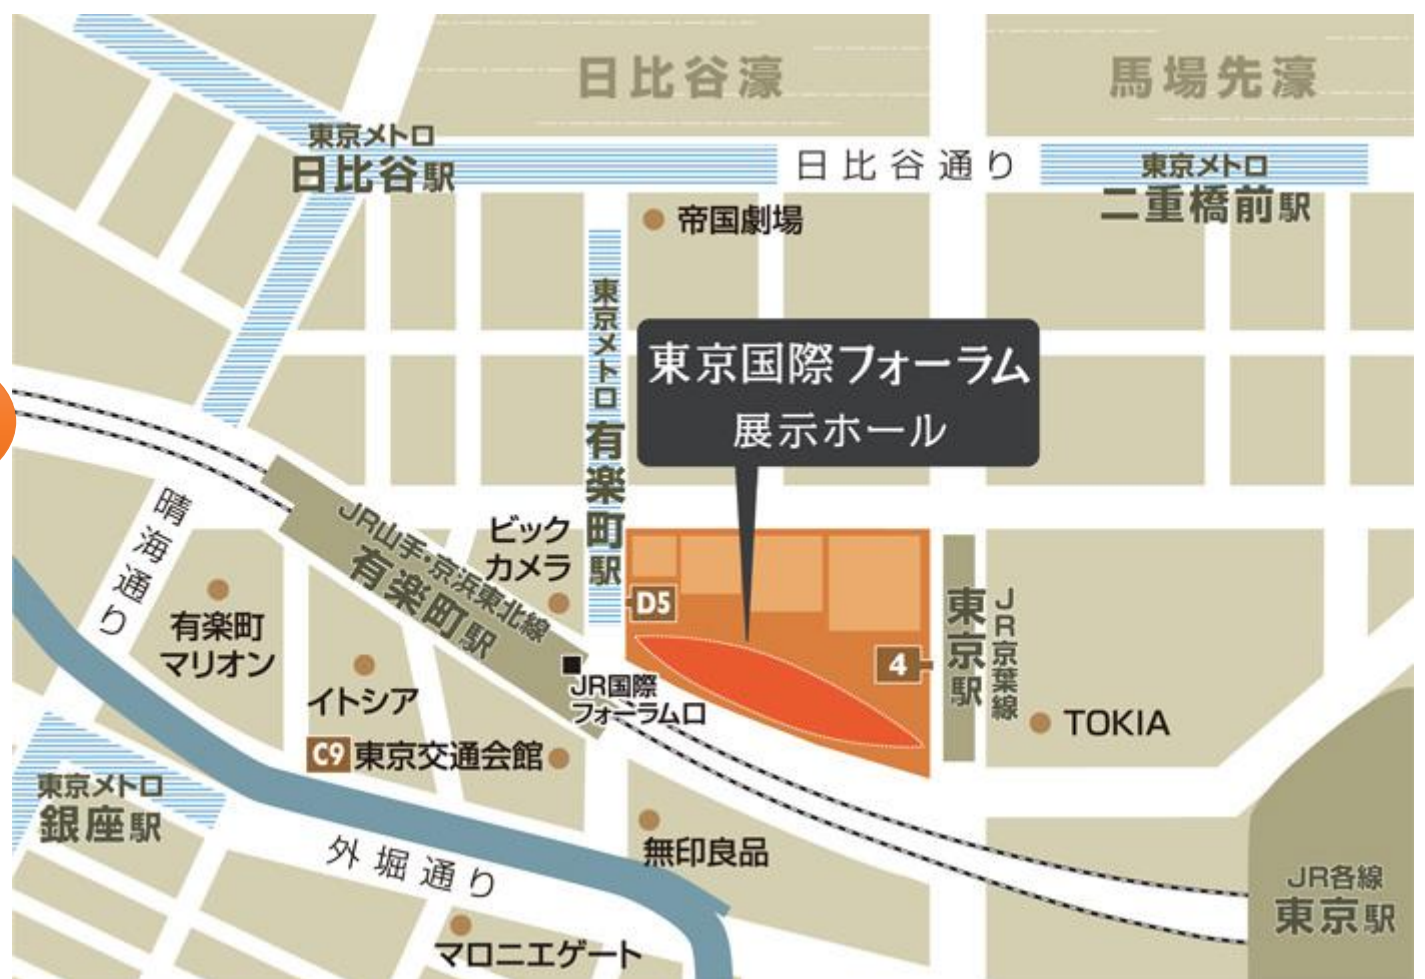 日比谷濠
馬場先濠
東京メトロ
日比谷駅
日比谷通り
東京メトロ
二重橋前駅
帝国劇場
東京メトロ
有楽町駅
東京国際フォーラム
展示ホール
晴海通り
JR山手・京浜東北線
有楽町駅
ビック
カメラ
D5
4
JR京葉線
東京駅
有楽町
マリオン
イトシア
JR国際
フォーラム口
TOKIA
C9 東京交通会館
東京メトロ
銀座駅
外堀通り
無印良品
JR各線
東京駅
マロニエゲート